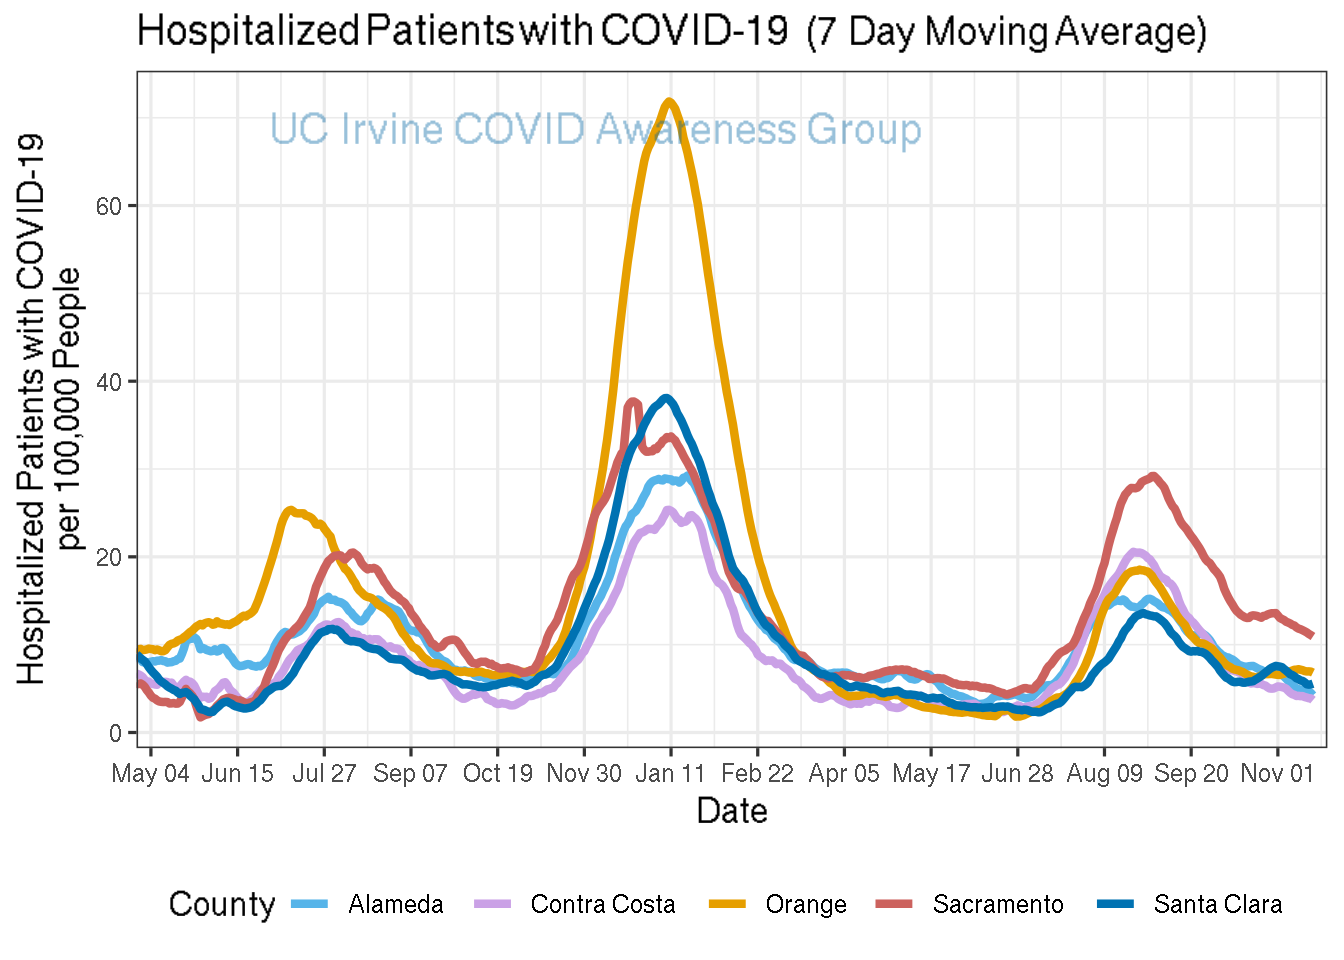 Hospitalized Patients with COVID-19 (7 Day Moving Average)
UC Irvine COVID Awareness Group
Hospitalized Patients with COVID-19
per 100,000 People
60
40
20
0
May 04 Jun 15 Jul 27 Sep 07 Oct 19 Nov 30 Jan 11 Feb 22 Apr 05 May 17 Jun 28 Aug 09 Sep 20 Nov 01
Date
County Alameda Contra Costa Orange Sacramento Santa Clara